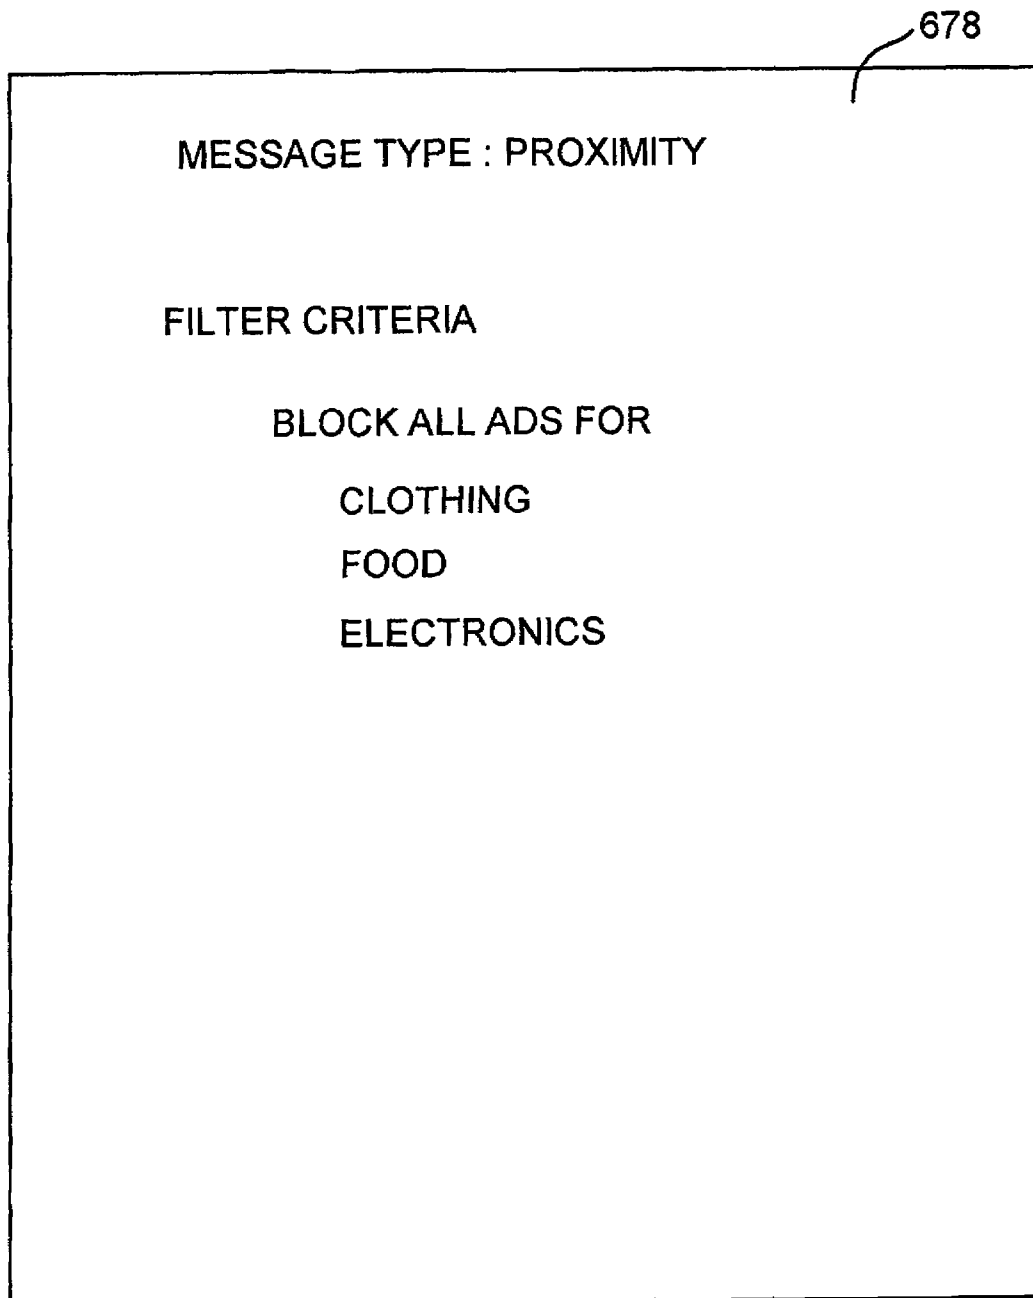 678
MESSAGE TYPE : PROXIMITY
FILTER CRITERIA
BLOCK ALL ADS FOR
CLOTHING
FOOD
ELECTRONICS